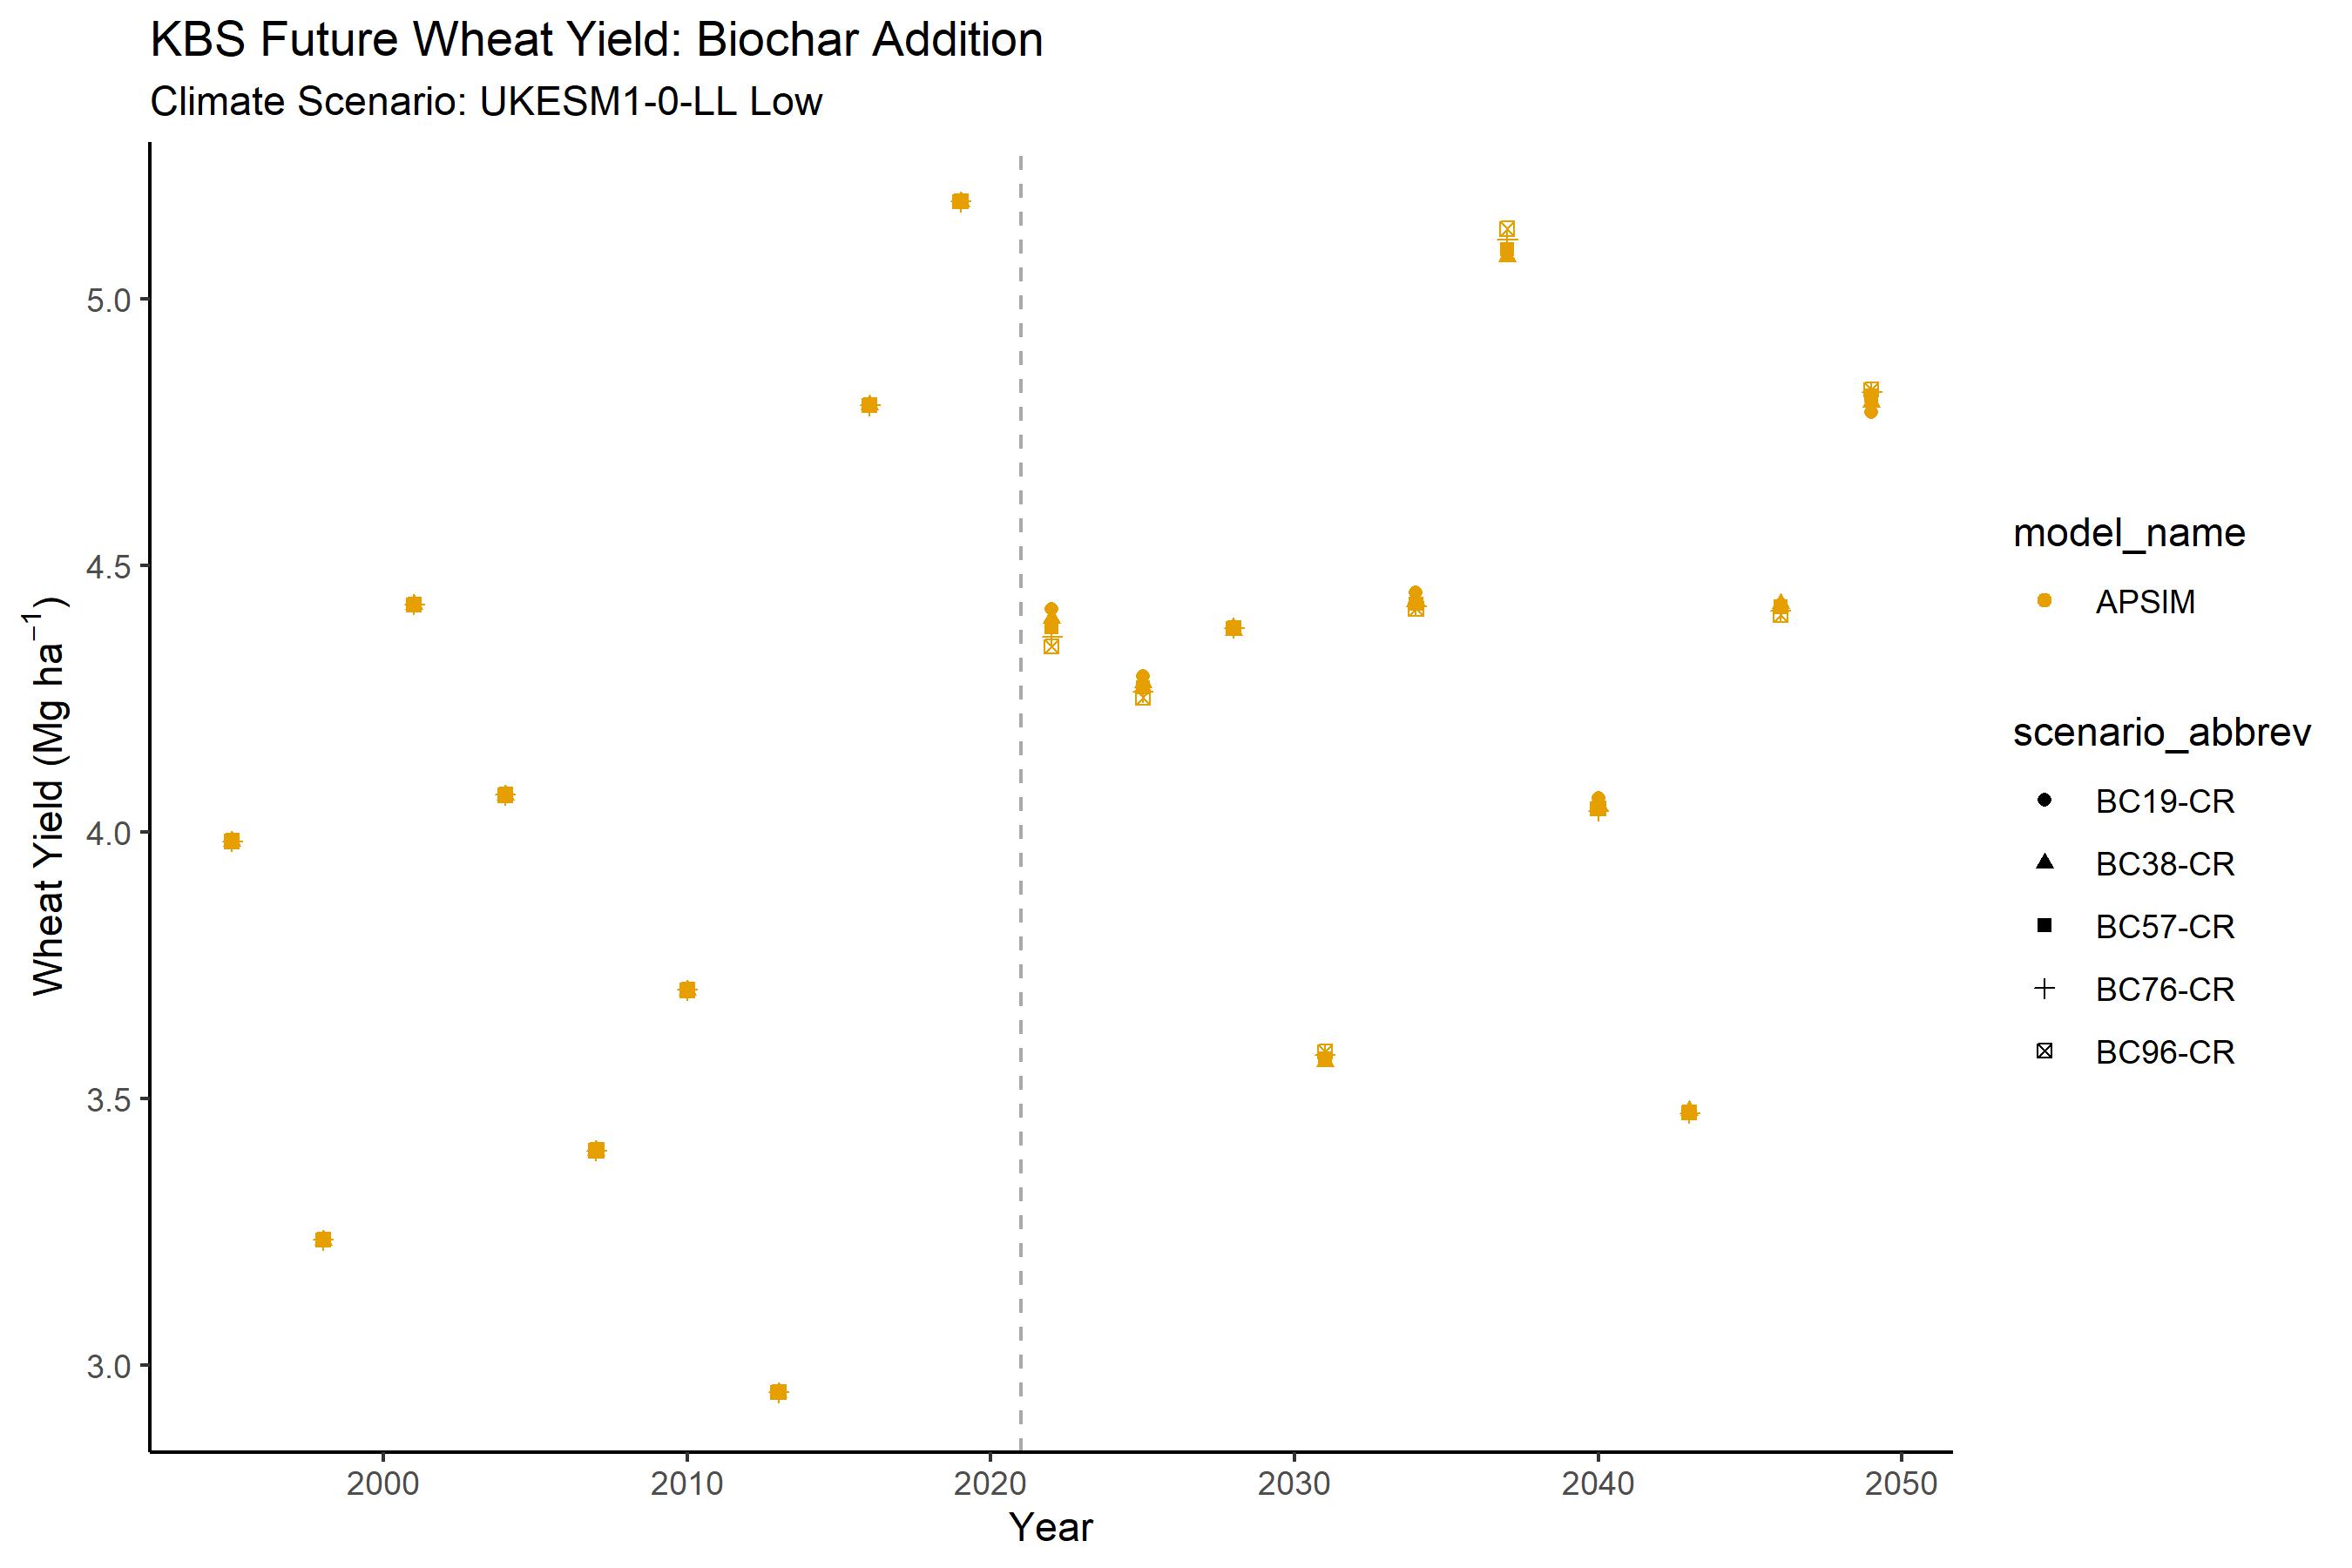 KBS Future Wheat Yield: Biochar Addition
Climate Scenario: UKESM1-0-LL Low
Wheat Yield (Mg ha⁻¹)
5.0
4.5
4.0
3.5
3.0
2000 2010 2020 2030 2040 2050
Year
model_name
APSIM
scenario_abbrev
BC19-CR
BC38-CR
BC57-CR
BC76-CR
BC96-CR